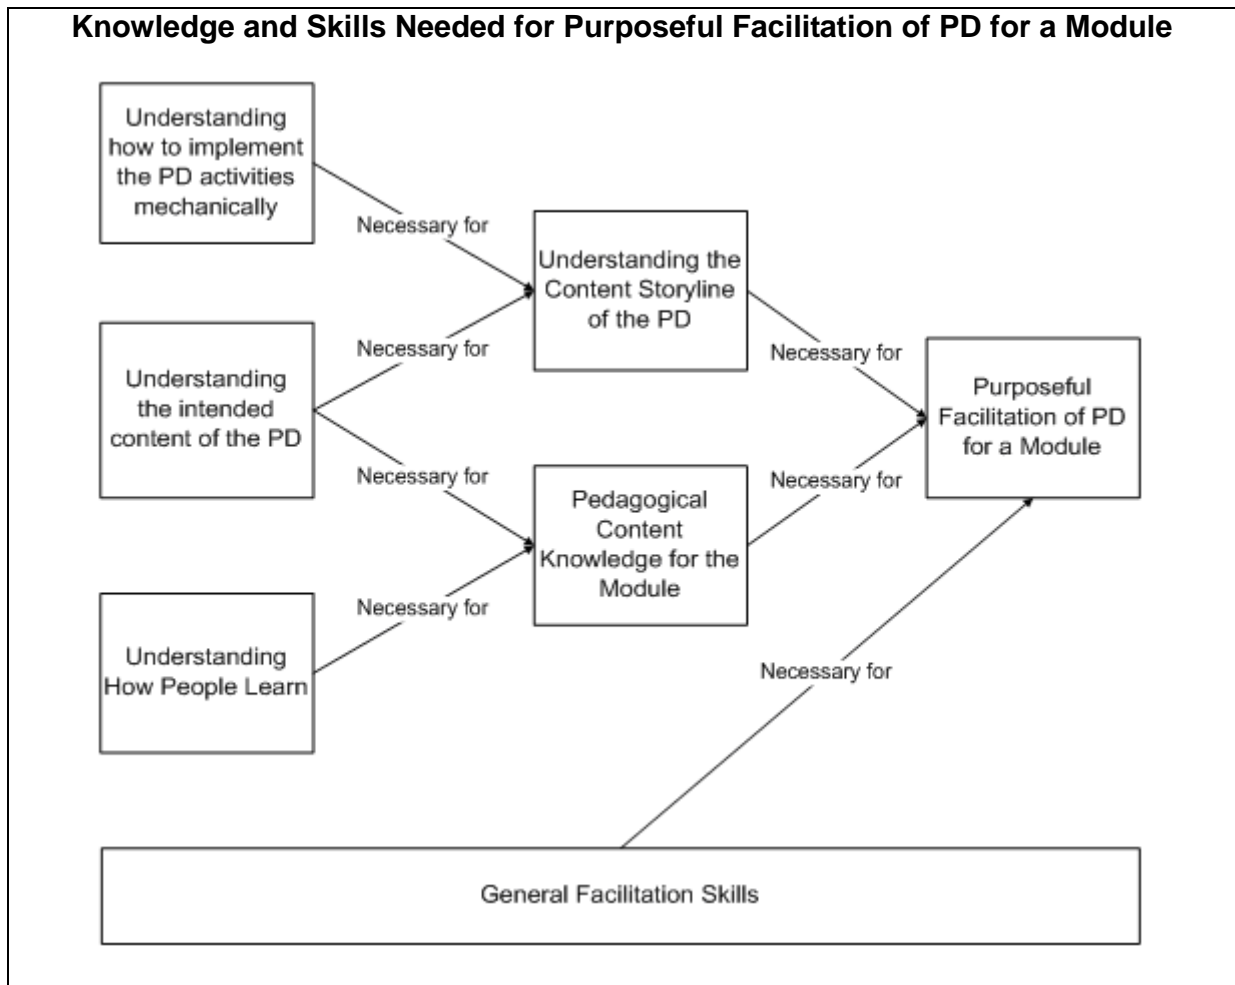 Knowledge and Skills Needed for Purposeful Facilitation of PD for a Module
Understanding
how to implement
the PD activities
mechanically
Necessary for
Understanding the
Content Storyline
of the PD
Necessary for
Necessary for
Understanding
the intended
content of the PD
Purposeful
Facilitation of PD
for a Module
Necessary for
Necessary for
Pedagogical
Content
Knowledge for the
Module
Necessary for
Understanding
How People Learn
Necessary for
General Facilitation Skills